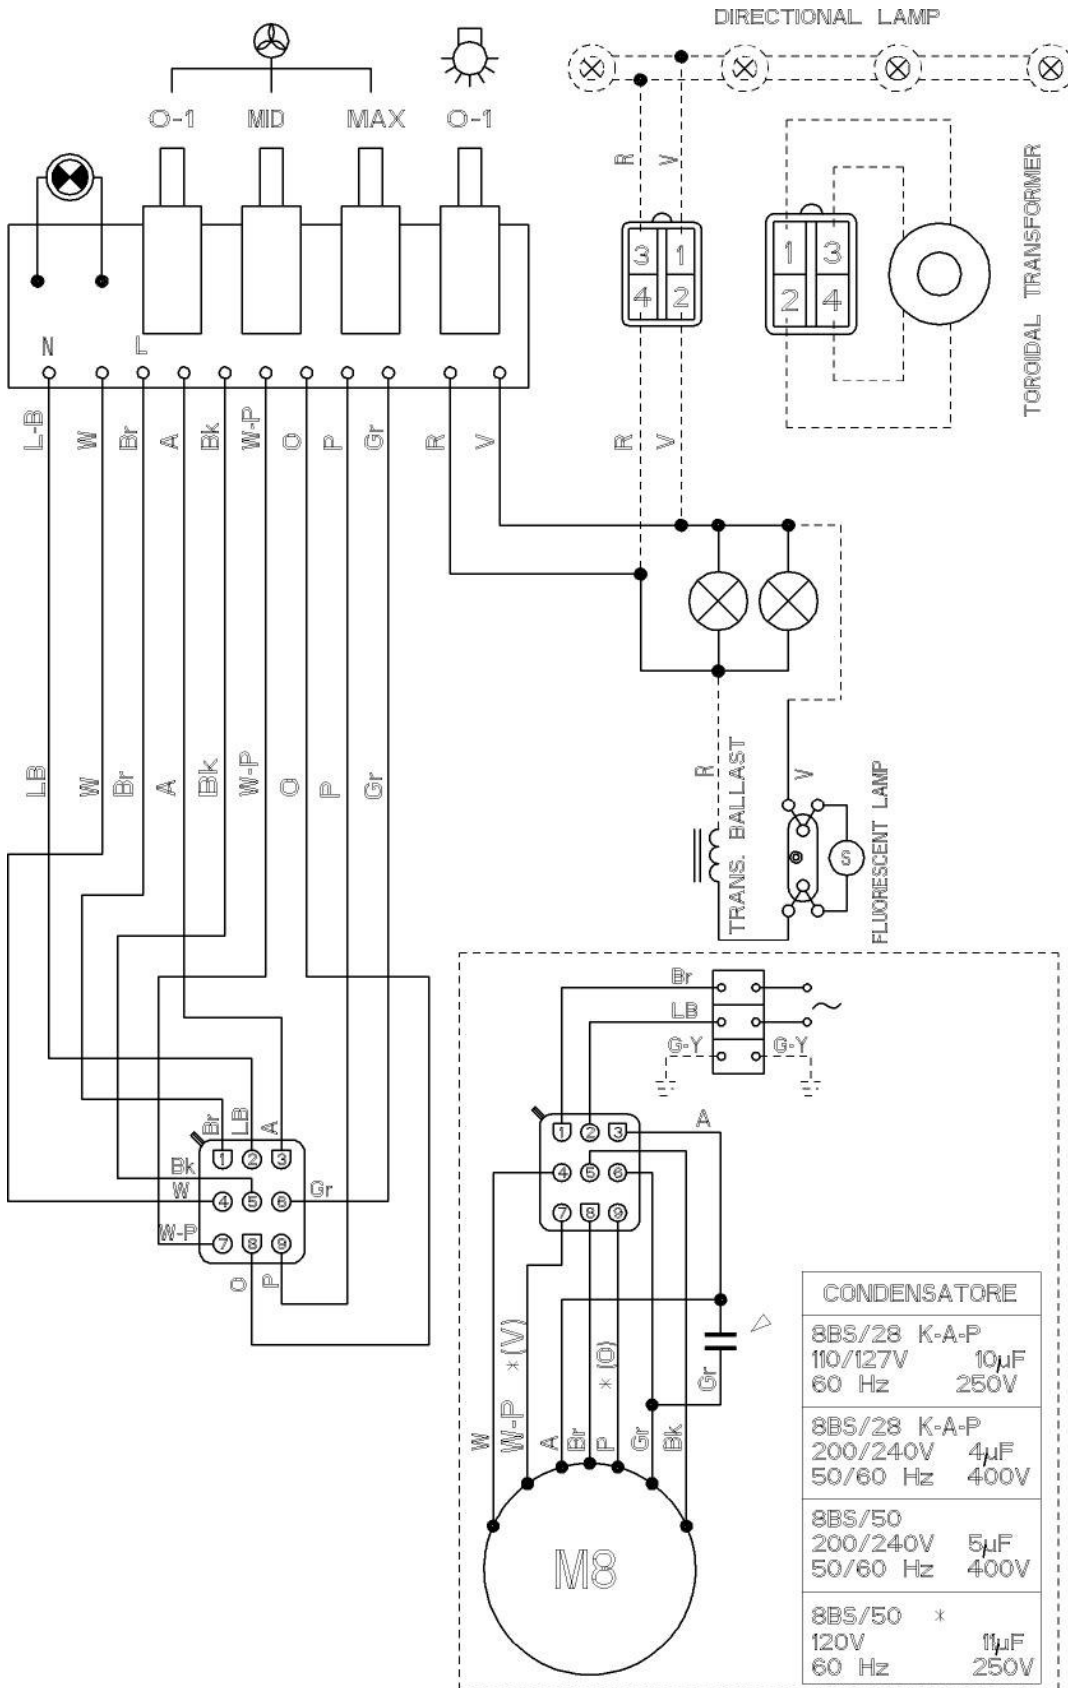 DIRECTIONAL LAMP
O-1 MID MAX O-1
R V
3 1
4 2
1 3
2 4
TOROIDAL TRANSFORMER
N L
L-B W Br A Bk W-P O P Gr R V
R V
LB W Br A Bk W-P O P Gr
R V
TRANS. BALLAST
S
FLUORESCENT LAMP
Br
LB
G-Y G-Y
Br LB A
1 2 3
Bk
W
4 5 6
Gr
W-P
7 8 9
O P
A
1 2 3
4 5 6
7 8 9
W W-P *(V) A Br P *(O) Gr Bk Gr
M8
CONDENSATORE
8BS/28 K-A-P
110/127V 10µF
60 Hz 250V
8BS/28 K-A-P
200/240V 4µF
50/60 Hz 400V
8BS/50
200/240V 5µF
50/60 Hz 400V
8BS/50 *
120V 11µF
60 Hz 250V